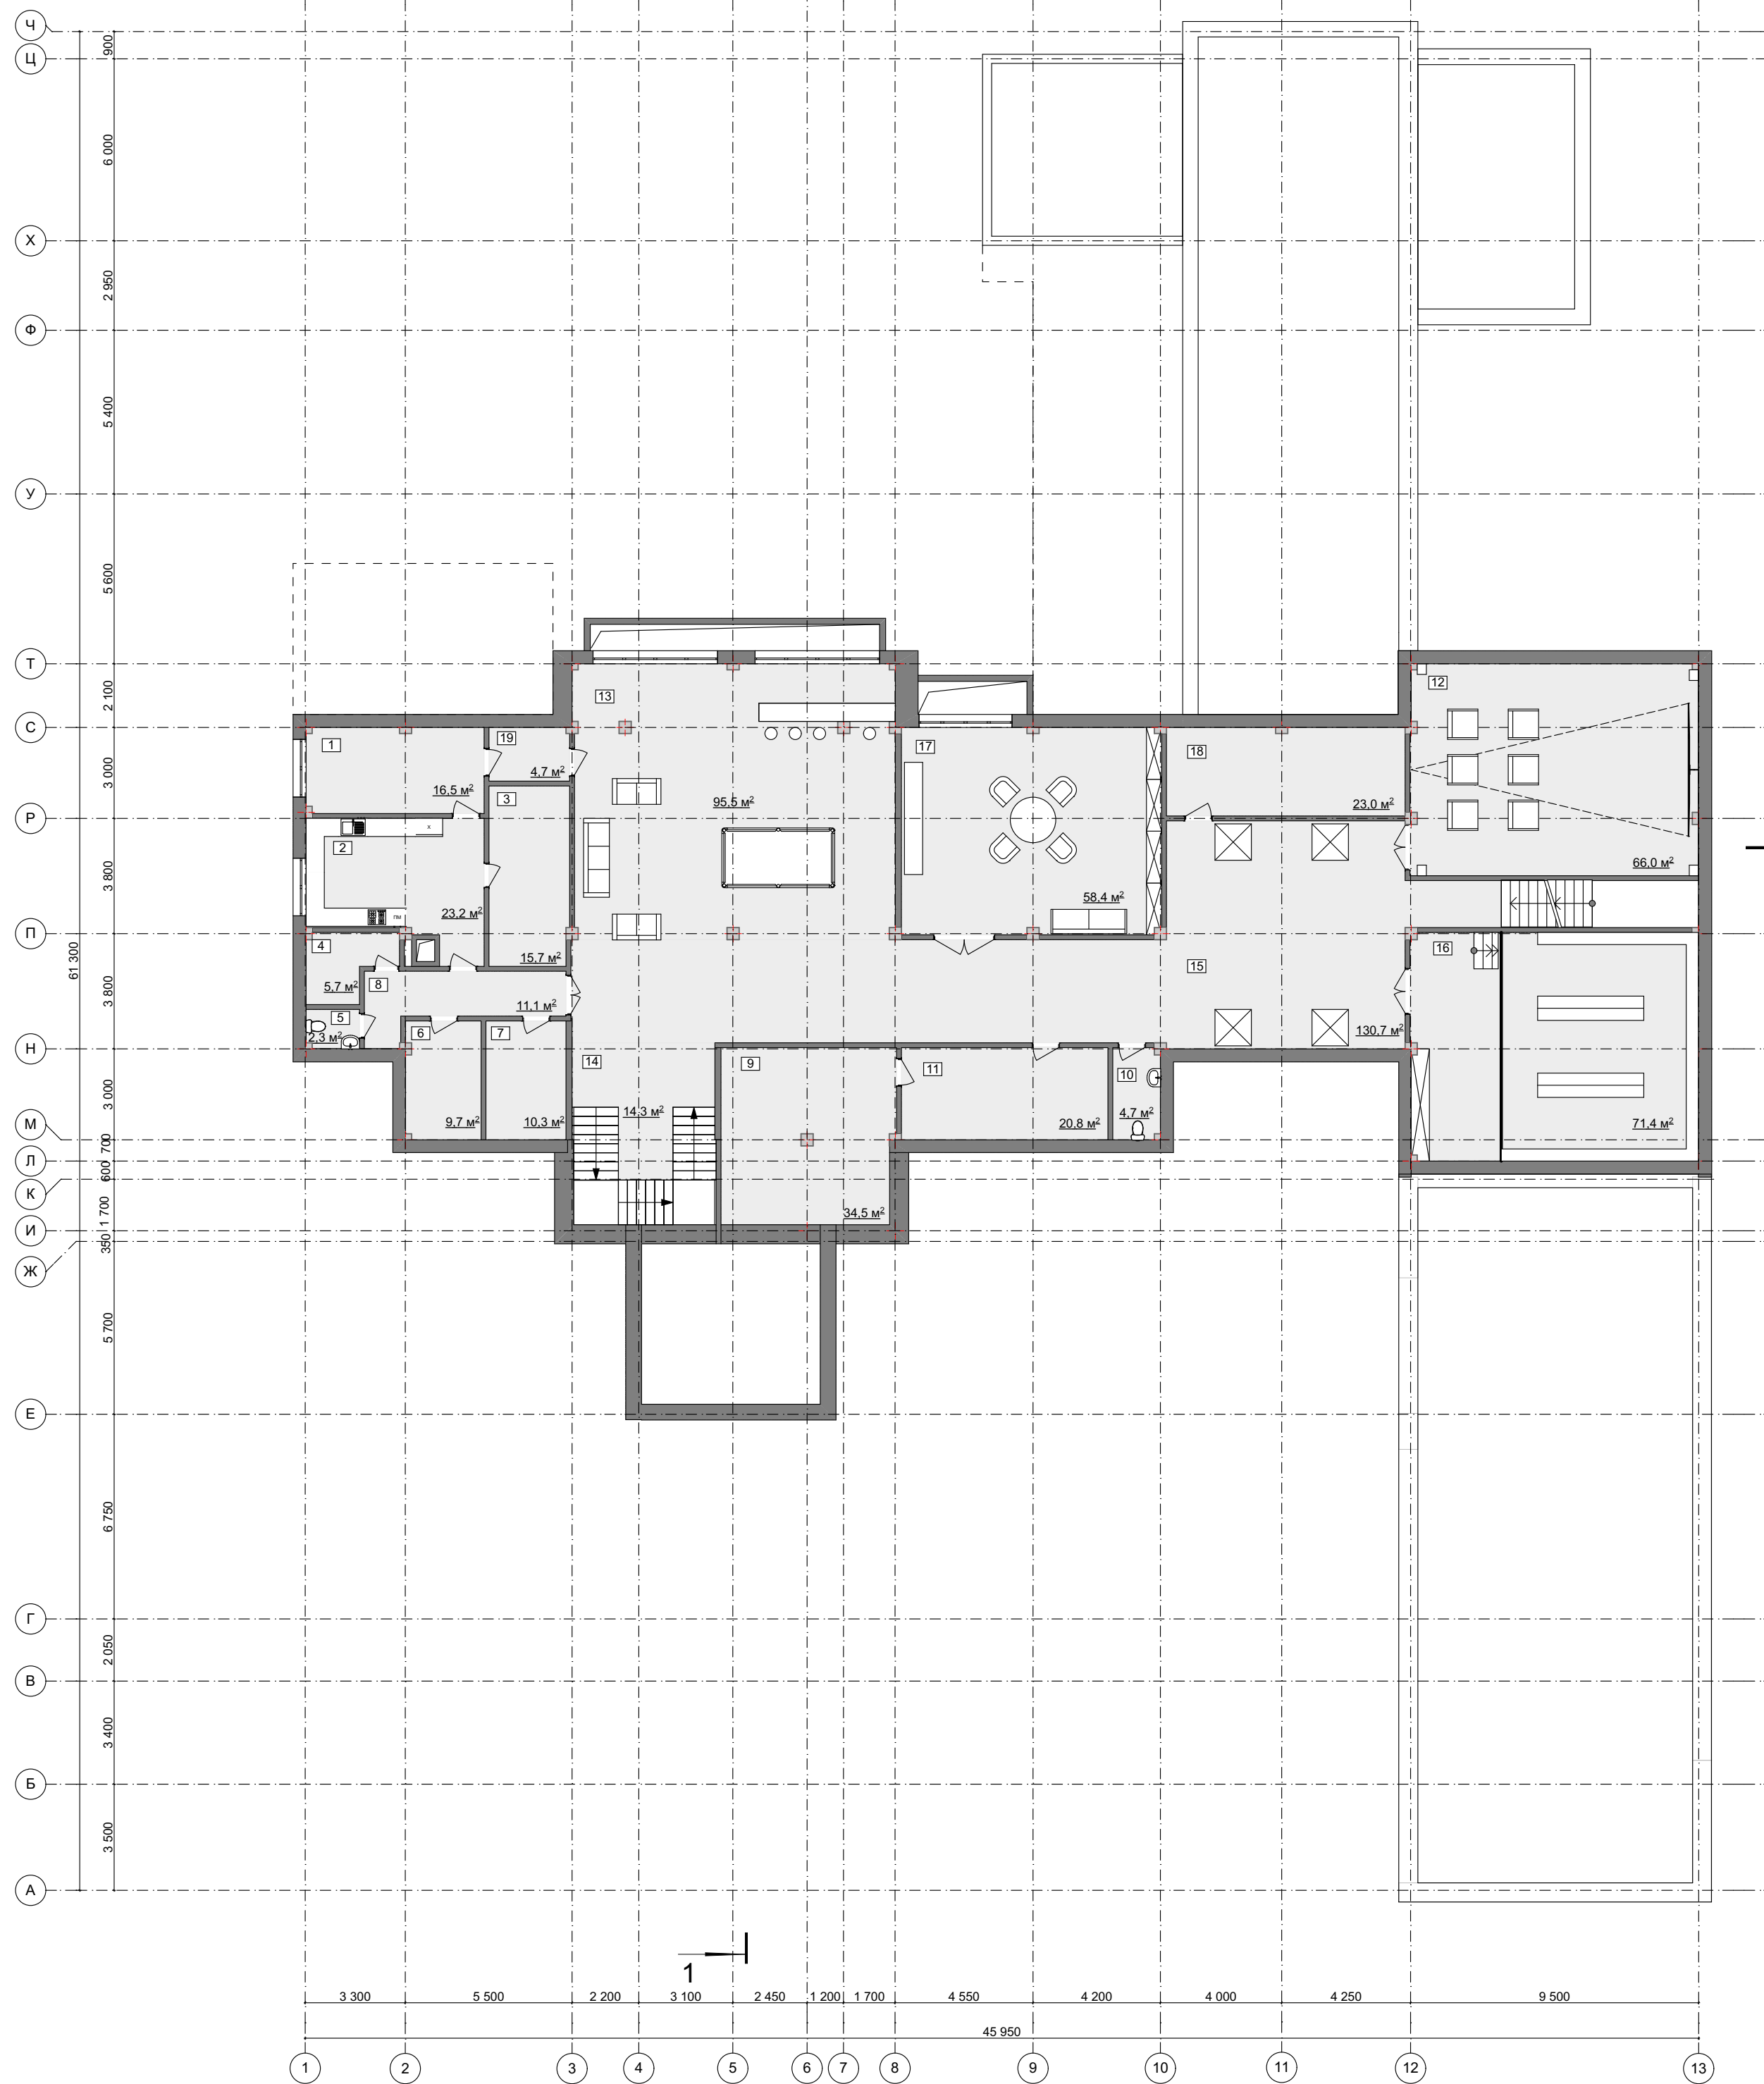 Ч
900
Ц
6 000
Х
2 950
Ф
5 400
У
5 600
Т
2 100
С
3 000
Р
3 800
П
61 300
3 800
Н
3 000
М
700
Л
600
К
1 700
И
350
Ж
5 700
Е
6 750
Г
2 050
В
3 400
Б
3 500
А
13
12
1
19
17
18
4,7 м²
16,5 м²
3
95,5 м²
23,0 м²
х
2
66,0 м²
58,4 м²
23,2 м²
пм
4
16
15,7 м²
15
5,7 м²
8
11,1 м²
5
2,3 м²
6
7
130,7 м²
14
9
11
10
9,7 м²
10,3 м²
14,3 м²
20,8 м²
4,7 м²
71,4 м²
34,5 м²
1
3 300
5 500
2 200
3 100
2 450
1 200
1 700
4 550
4 200
4 000
4 250
9 500
45 950
1
2
3
4
5
6
7
8
9
10
11
12
13